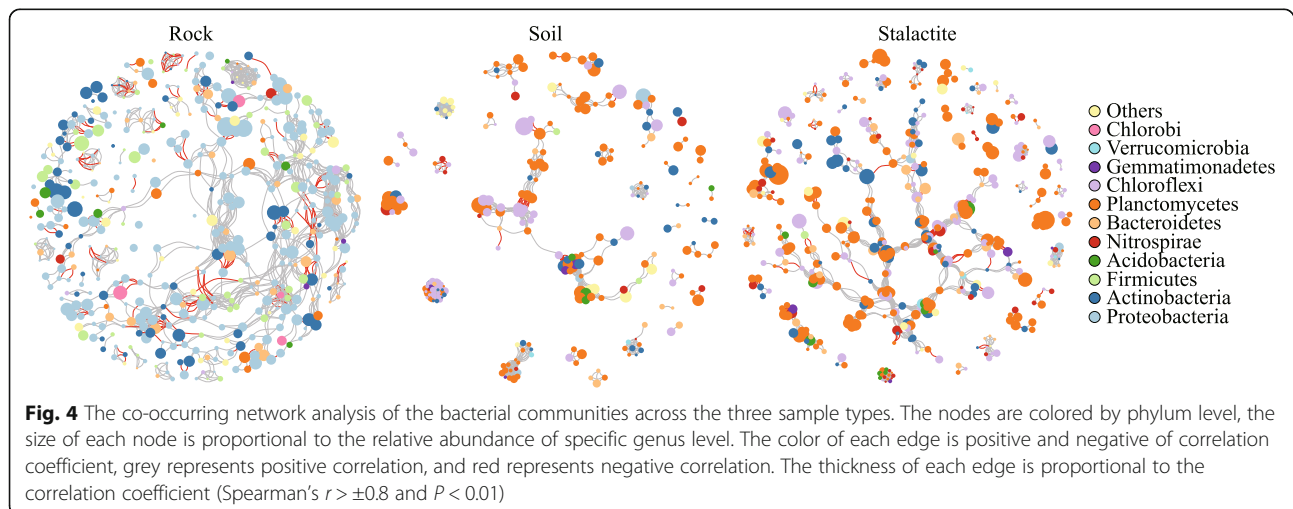 Rock
Soil
Stalactite
Others
Chlorobi
Verrucomicrobia
Gemmatimonadetes
Chloroflexi
Planctomycetes
Bacteroidetes
Nitrospirae
Acidobacteria
Firmicutes
Actinobacteria
Proteobacteria
Fig. 4 The co-occurring network analysis of the bacterial communities across the three sample types. The nodes are colored by phylum level, the
size of each node is proportional to the relative abundance of specific genus level. The color of each edge is positive and negative of correlation
coefficient, grey represents positive correlation, and red represents negative correlation. The thickness of each edge is proportional to the
correlation coefficient (Spearman's r > ±0.8 and P < 0.01)